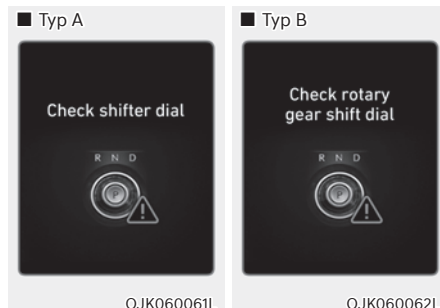 ■ Typ A
Check shifter dial
R N D
P
OJK060061L
■ Typ B
Check rotary
gear shift dial
R N D
P
OJK060062L